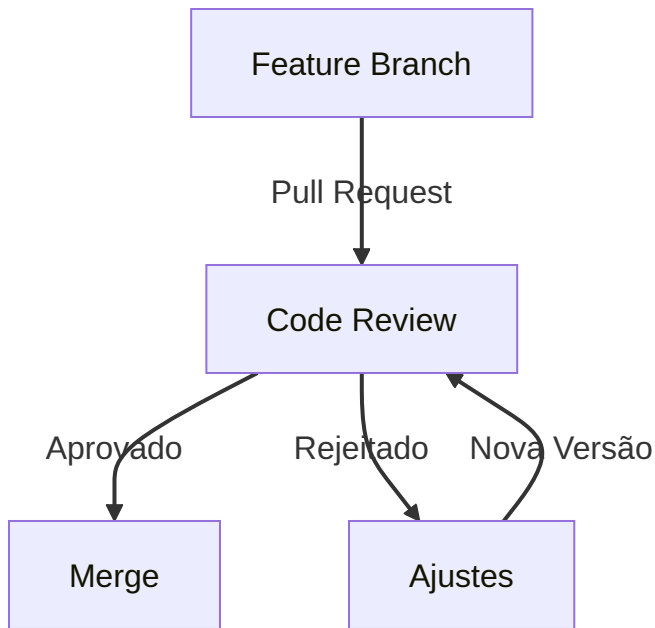 Feature Branch
Pull Request
Code Review
Aprovado
Rejeitado
Nova Versão
Merge
Ajustes